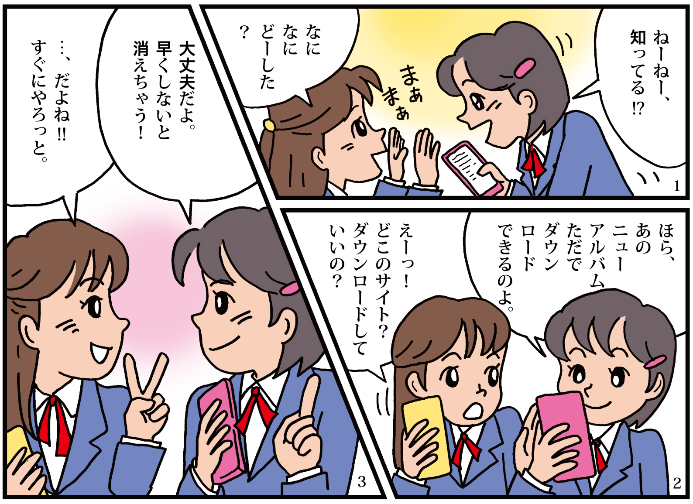 ねーねー、
知ってる!?
なに
なに
どーした
?
まぁ
まぁ
1
ほら、
あの
ニュー
アルバム、
ただで
ダウン
ロード
できるのよ。
えーっ!
どこのサイト?
ダウンロードして
いいの?
2
大丈夫だよ。
早くしないと
消えちゃう!
…、だよね!!
すぐにやろっと。
3